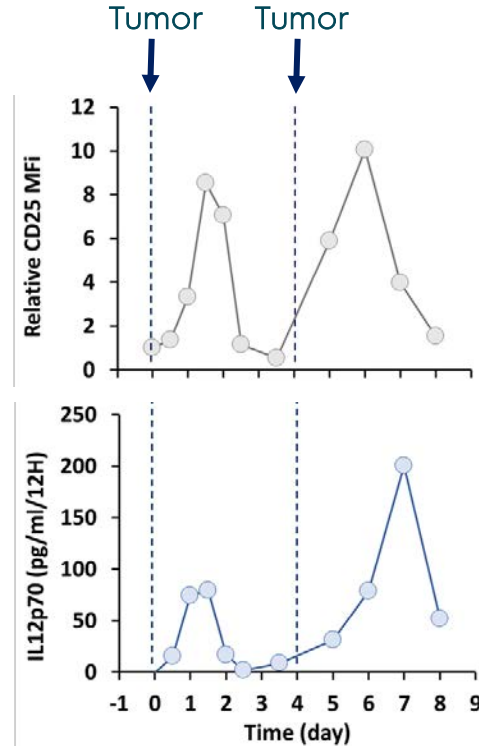 Tumor Tumor
Relative CD25 MFi
12
10
8
6
4
2
0
IL12p70 (pg/ml/12H)
250
200
150
100
50
0
-1 0 1 2 3 4 5 6 7 8 9
Time (day)